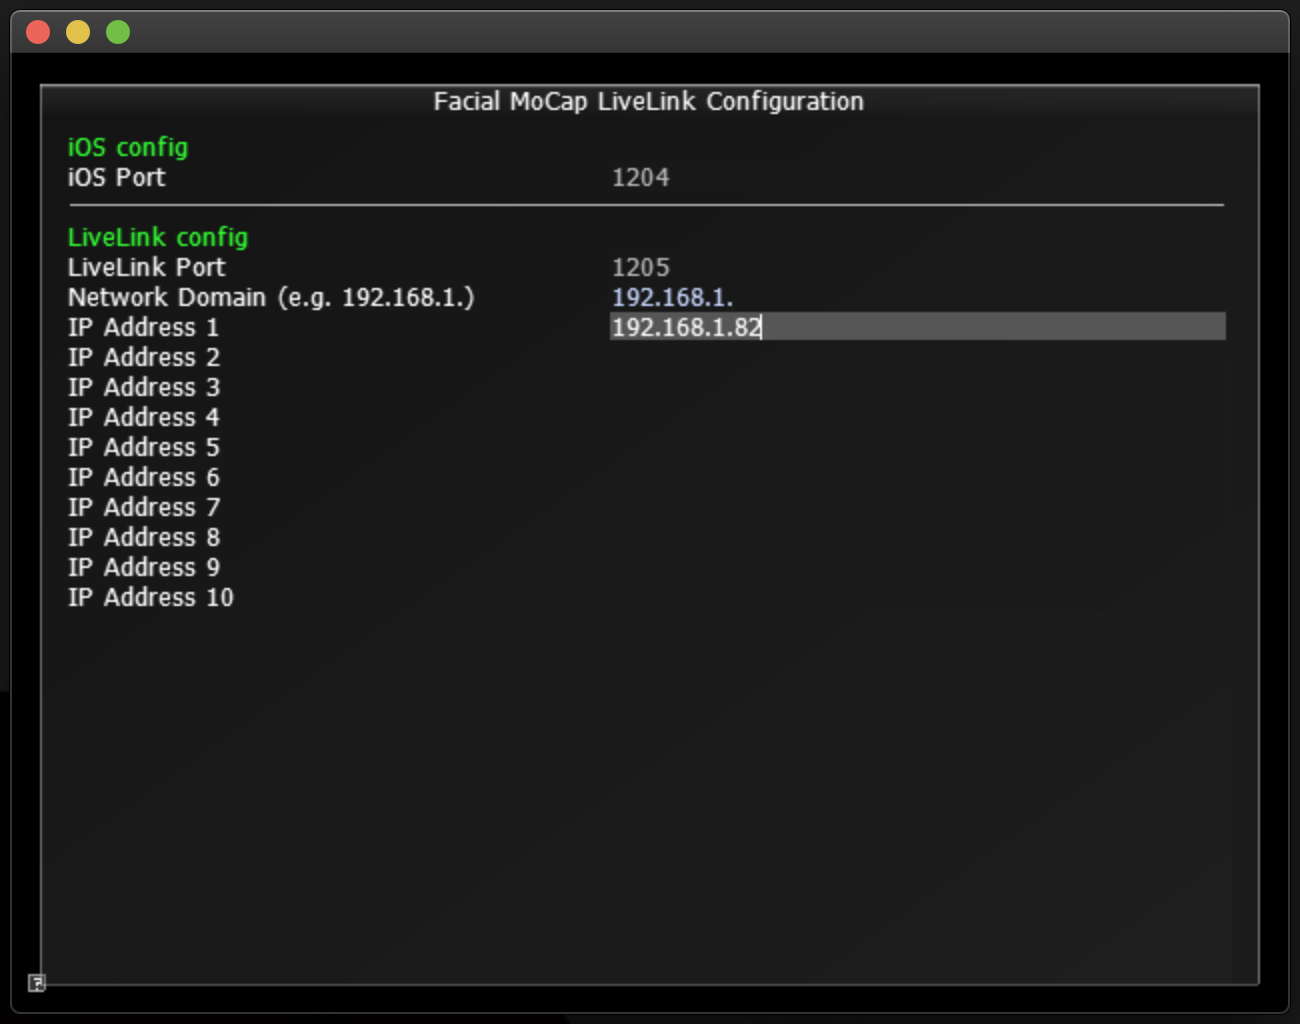 Facial MoCap LiveLink Configuration
iOS config
iOS Port 1204
LiveLink config
LiveLink Port 1205
Network Domain (e.g. 192.168.1.) 192.168.1.
IP Address 1 192.168.1.82
IP Address 2
IP Address 3
IP Address 4
IP Address 5
IP Address 6
IP Address 7
IP Address 8
IP Address 9
IP Address 10
?